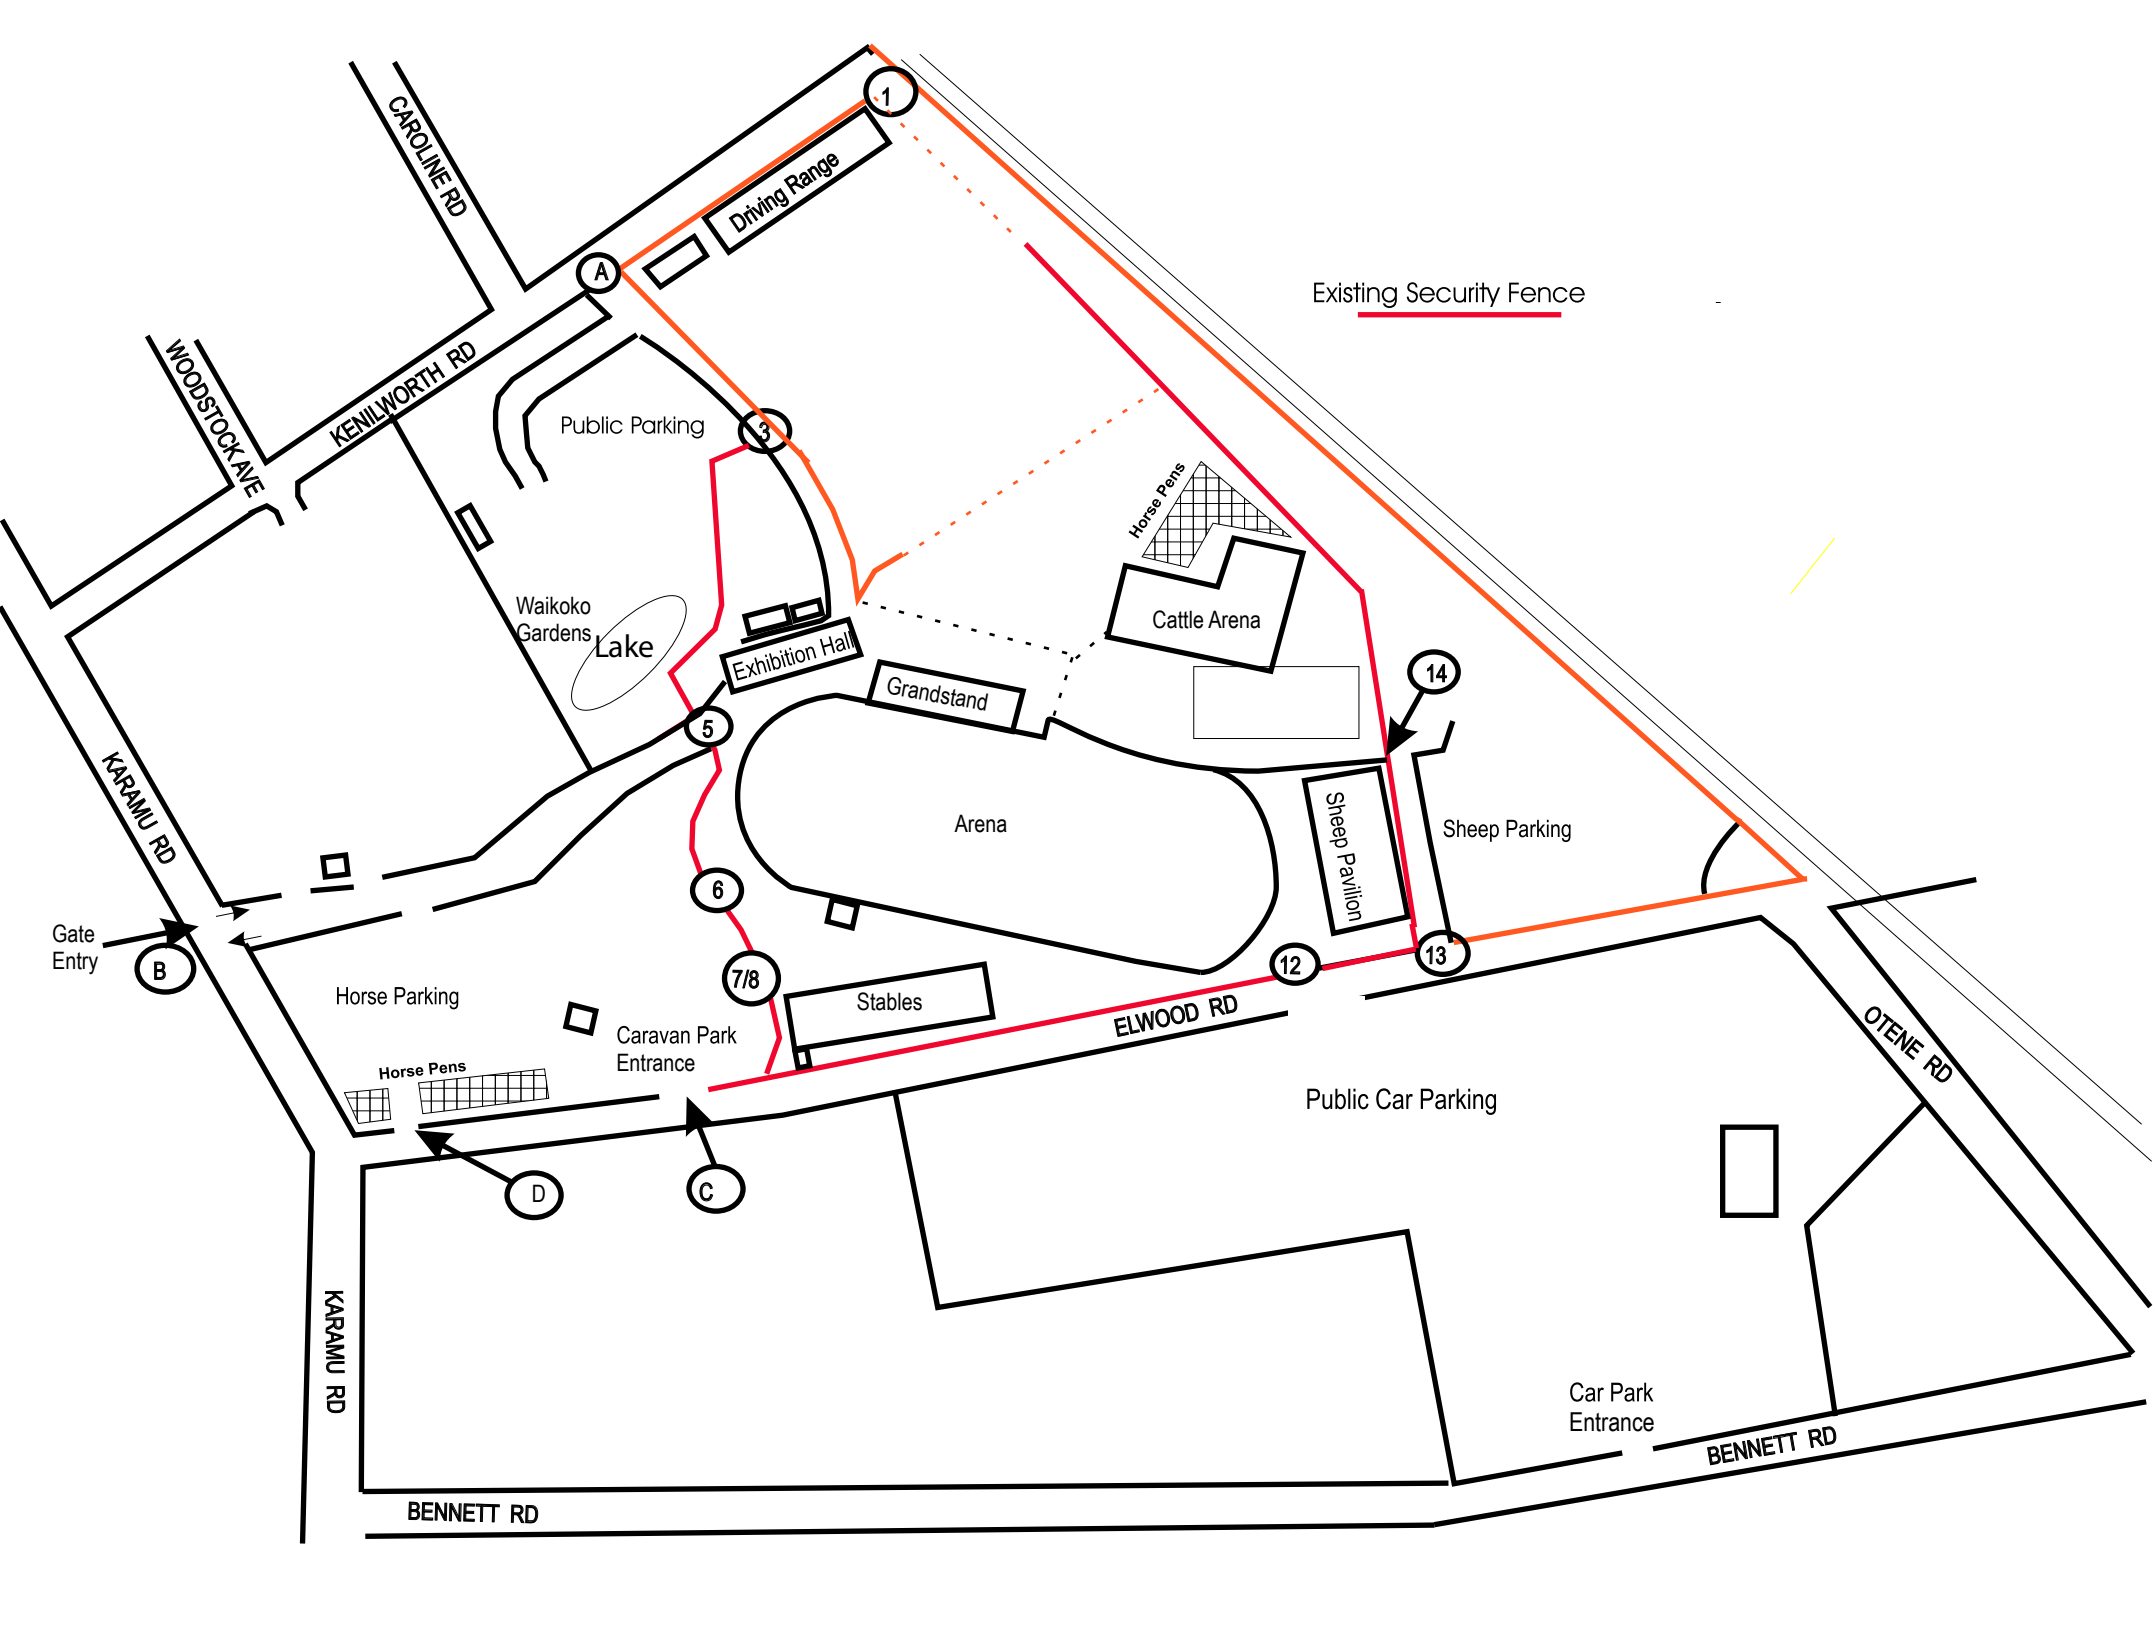 1
CAROLINE RD
Driving Range
A
Existing Security Fence
WOODSTOCK AVE
KENILWORTH RD
Public Parking
3
Horse Pens
Waikoko
Gardens
Lake
Exhibition Hall
Cattle Arena
14
Grandstand
5
KARAMU RD
Arena
Sheep Pavilion
Sheep Parking
6
Gate
Entry
B
13
12
7/8
Horse Parking
Stables
ELWOOD RD
OTENE RD
Caravan Park
Entrance
Horse Pens
Public Car Parking
D
C
KARAMU RD
Car Park
Entrance
BENNETT RD
BENNETT RD